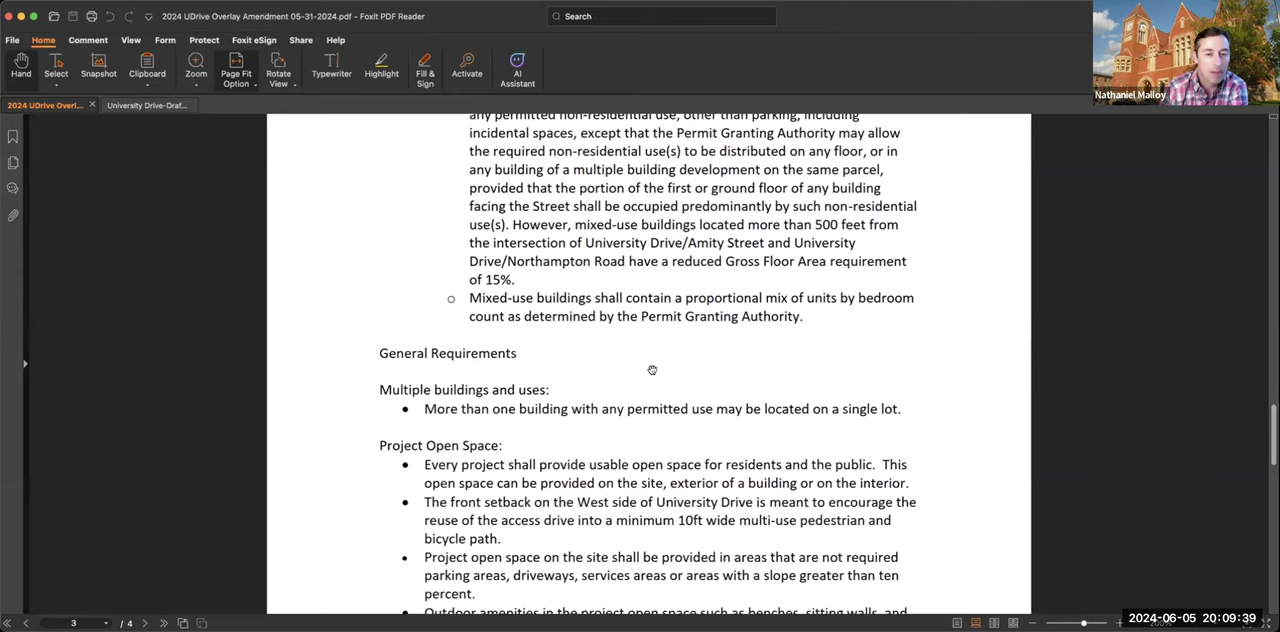 2024 UDrive Overlay Amendment 05-31-2024.pdf - Foxit PDF Reader
Search
File Home Comment View Form Protect Foxit eSign Share Help
Hand Select Snapshot Clipboard Zoom Page Fit Option Rotate View Typewriter Highlight Fill & Sign Activate AI Assistant
Nathaniel Malloy
2024 UDrive Overl... University Drive-Draf...
any permitted non-residential use, other than parking, including
incidental spaces, except that the Permit Granting Authority may allow
the required non-residential use(s) to be distributed on any floor, or in
any building of a multiple building development on the same parcel,
provided that the portion of the first or ground floor of any building
facing the Street shall be occupied predominantly by such non-residential
use(s). However, mixed-use buildings located more than 500 feet from
the intersection of University Drive/Amity Street and University
Drive/Northampton Road have a reduced Gross Floor Area requirement
of 15%.
Mixed-use buildings shall contain a proportional mix of units by bedroom
count as determined by the Permit Granting Authority.
General Requirements
Multiple buildings and uses:
More than one building with any permitted use may be located on a single lot.
Project Open Space:
Every project shall provide usable open space for residents and the public. This
open space can be provided on the site, exterior of a building or on the interior.
The front setback on the West side of University Drive is meant to encourage the
reuse of the access drive into a minimum 10ft wide multi-use pedestrian and
bicycle path.
Project open space on the site shall be provided in areas that are not required
parking areas, driveways, services areas or areas with a slope greater than ten
percent.
Outdoor amenities in the project open space such as benches, sitting walls, and
3 / 4
2024-06-05 20:09:39